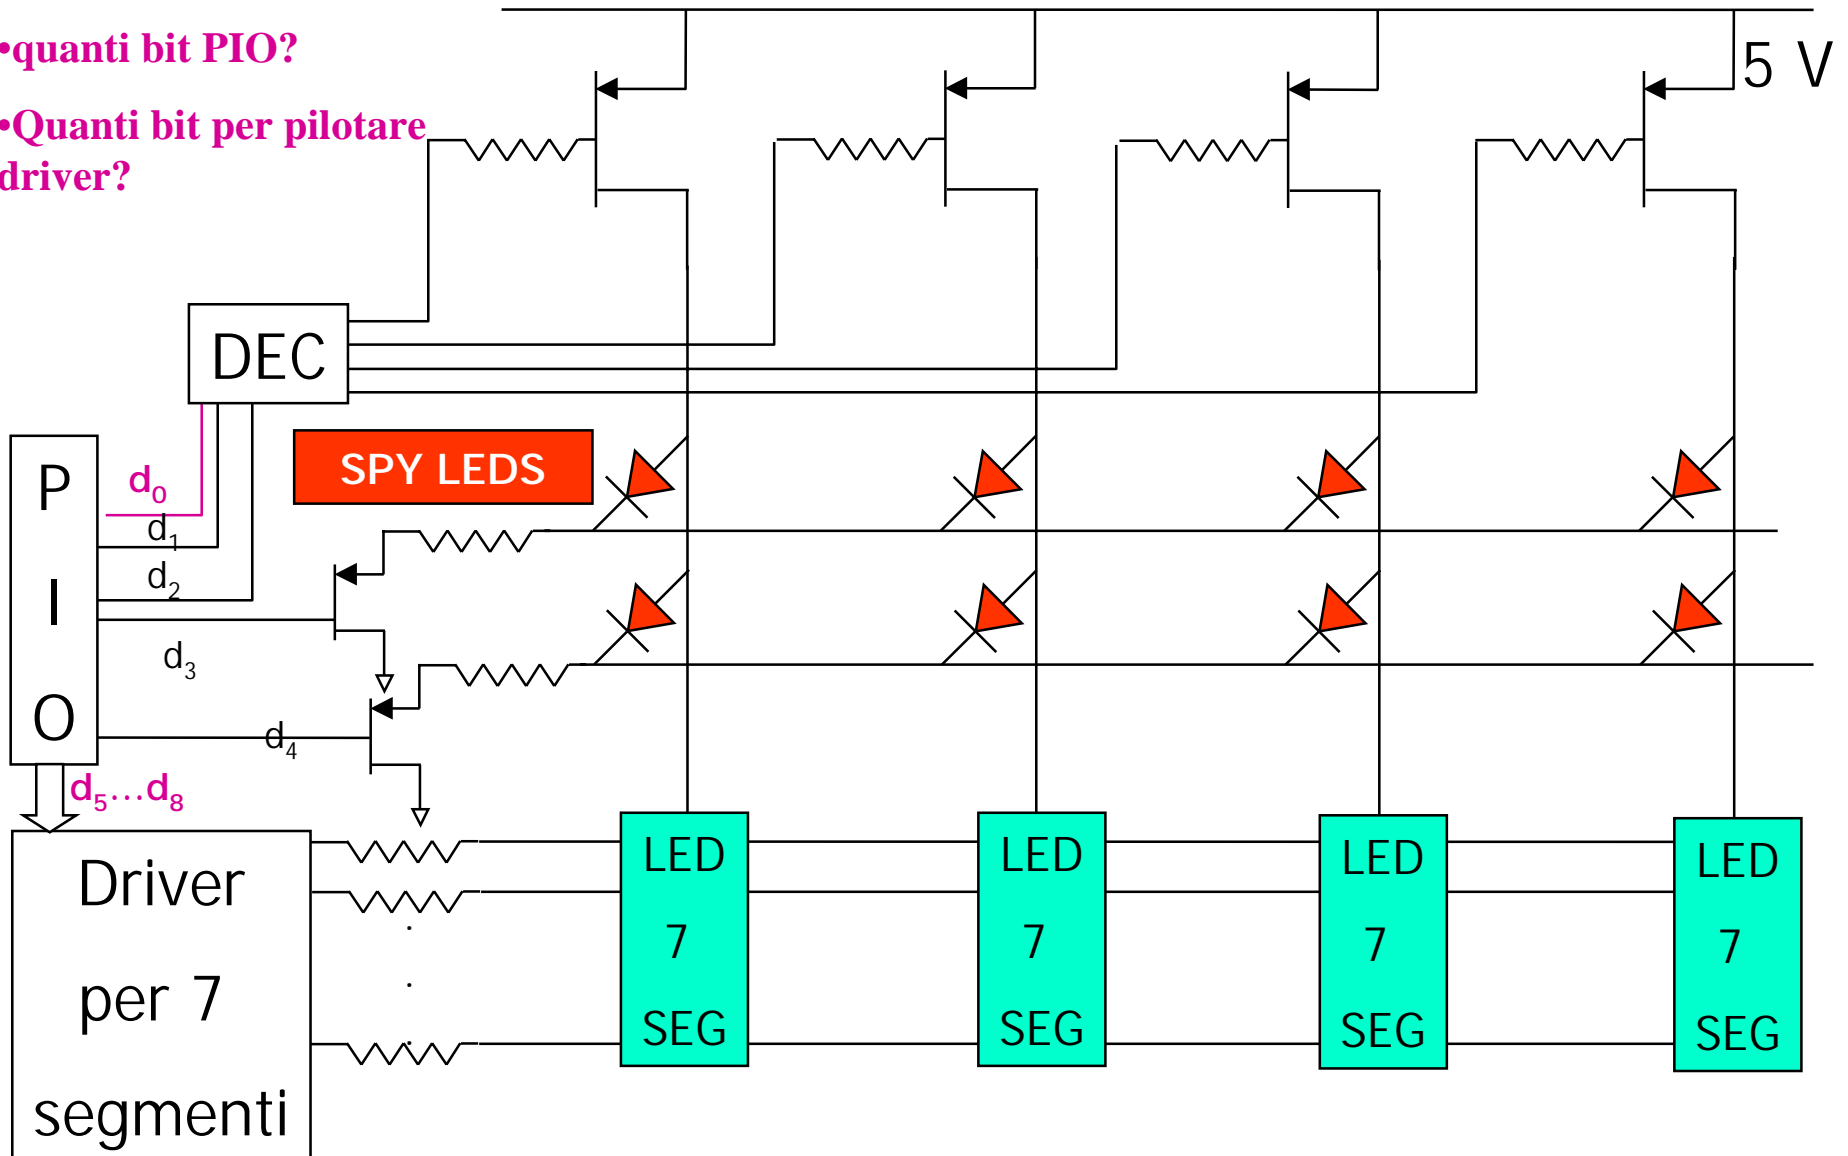 •quanti bit PIO?
•Quanti bit per pilotare
driver?
5 V
DEC
SPY LEDS
P
I
O
d0
d1
d2
d3
d4
d5…d8
Driver
per 7
segmenti
LED
7
SEG
LED
7
SEG
LED
7
SEG
LED
7
SEG